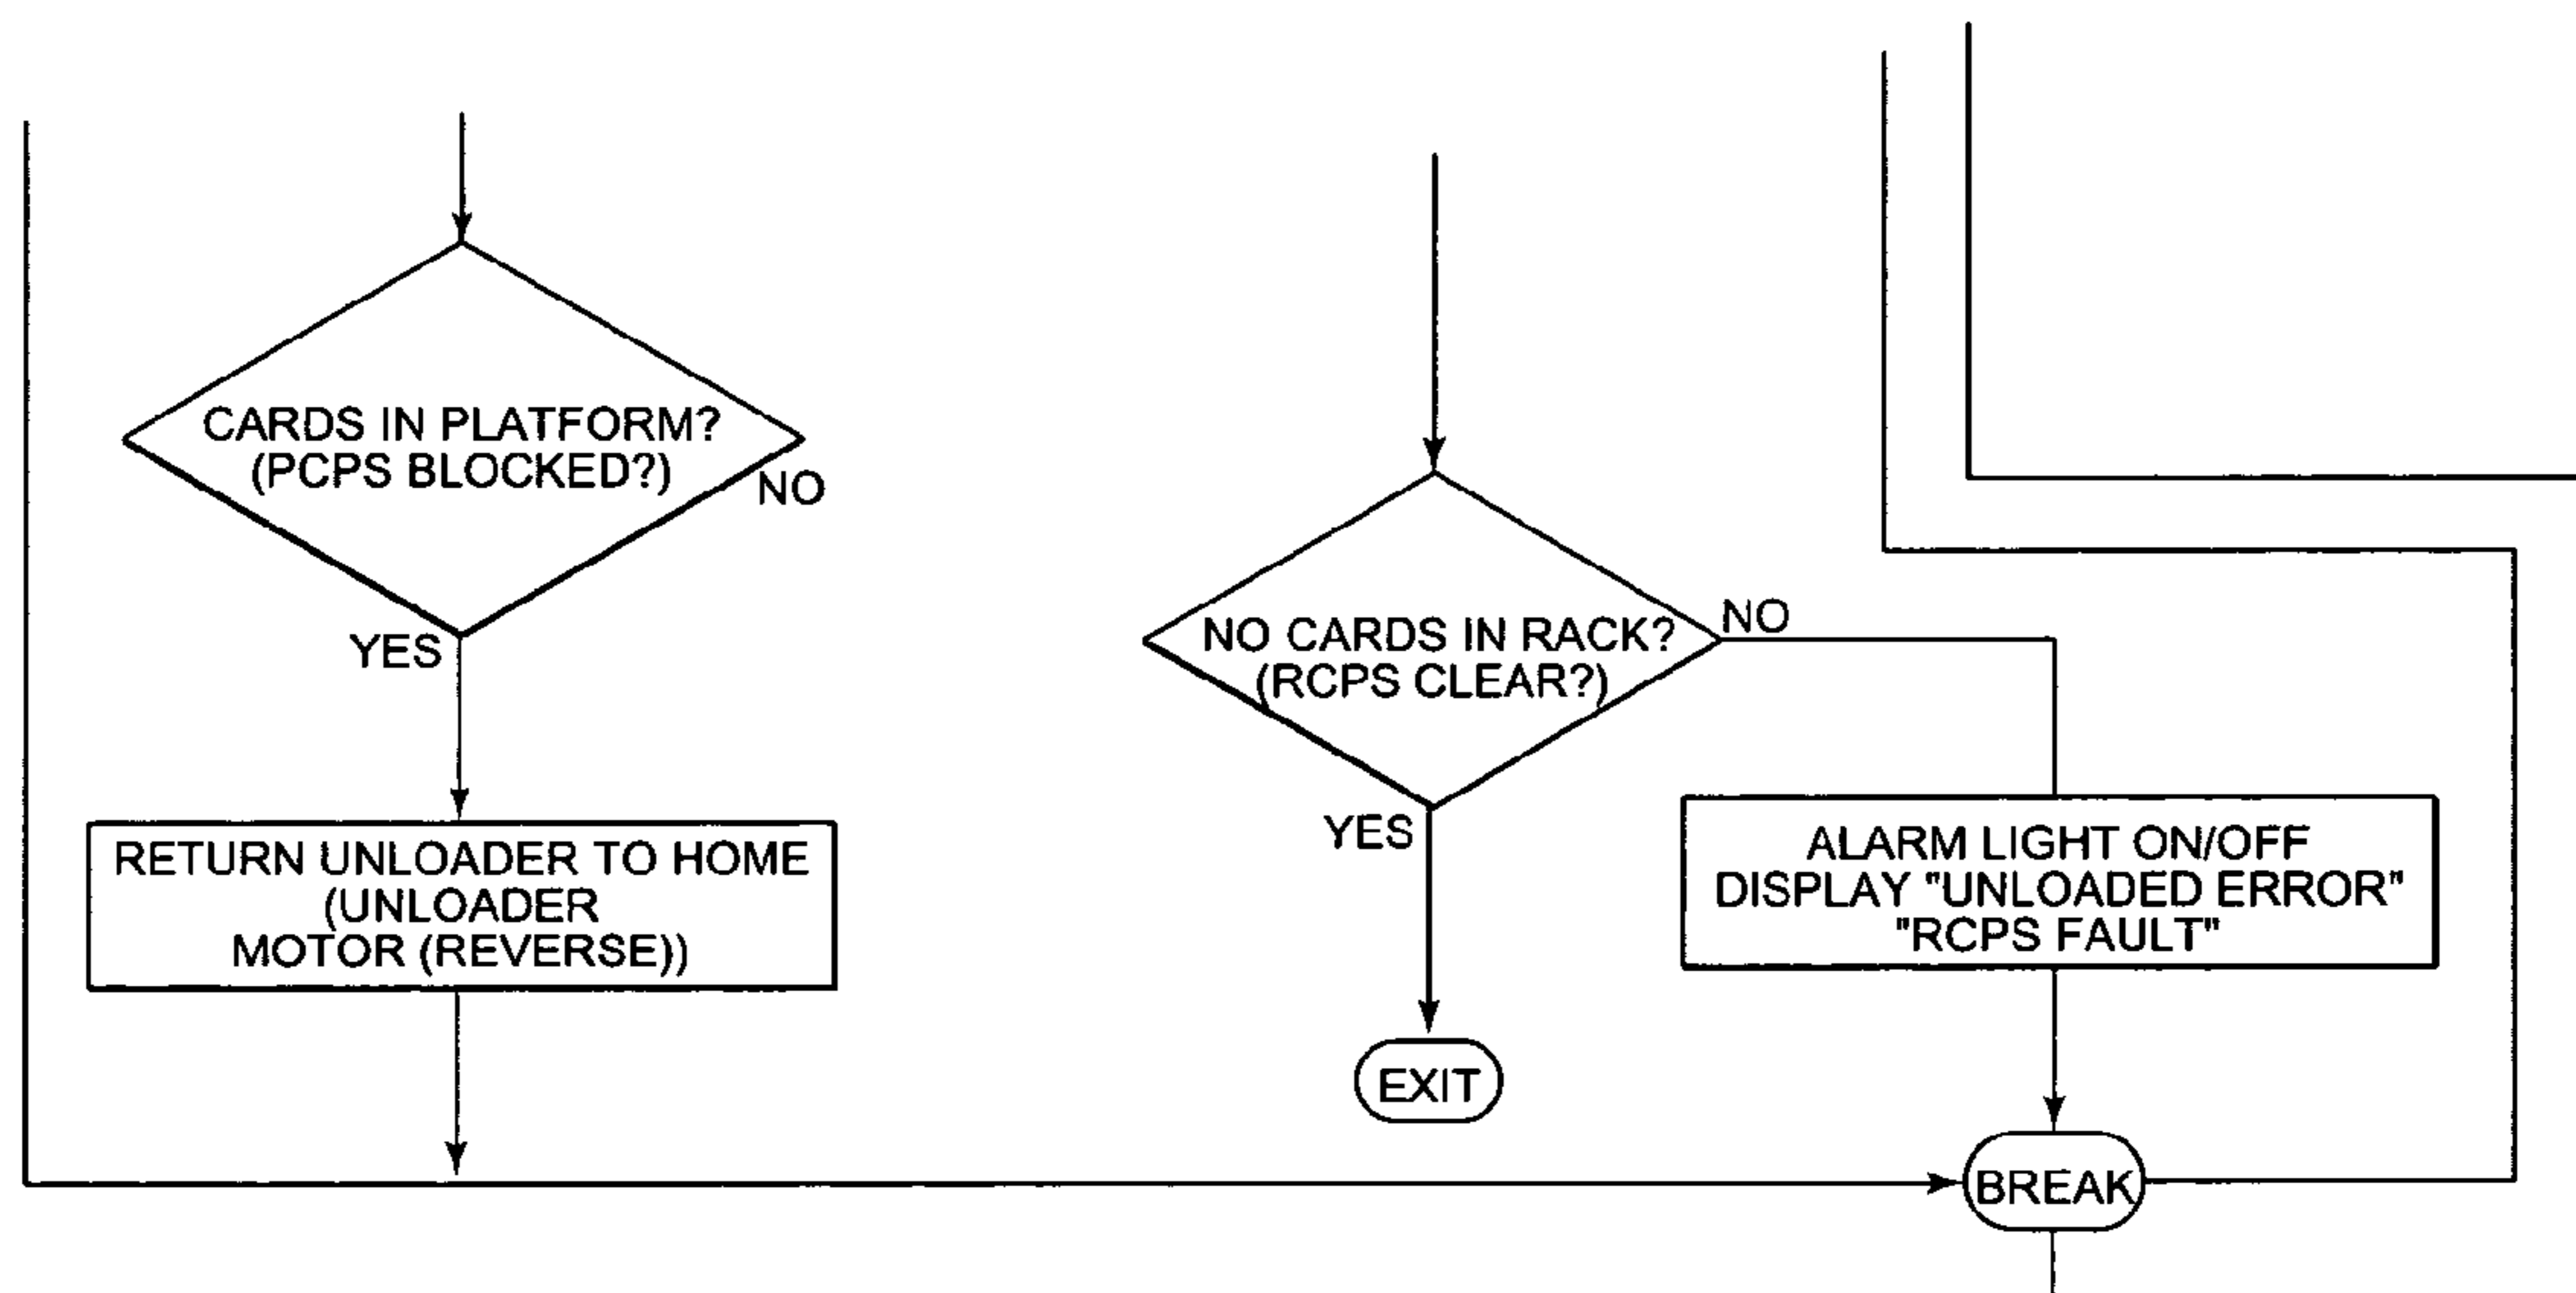 CARDS IN PLATFORM?
(PCPS BLOCKED?)
NO
YES
RETURN UNLOADER TO HOME
(UNLOADER
MOTOR (REVERSE))
NO CARDS IN RACK?
(RCPS CLEAR?)
NO
YES
EXIT
ALARM LIGHT ON/OFF
DISPLAY "UNLOADED ERROR"
"RCPS FAULT"
BREAK